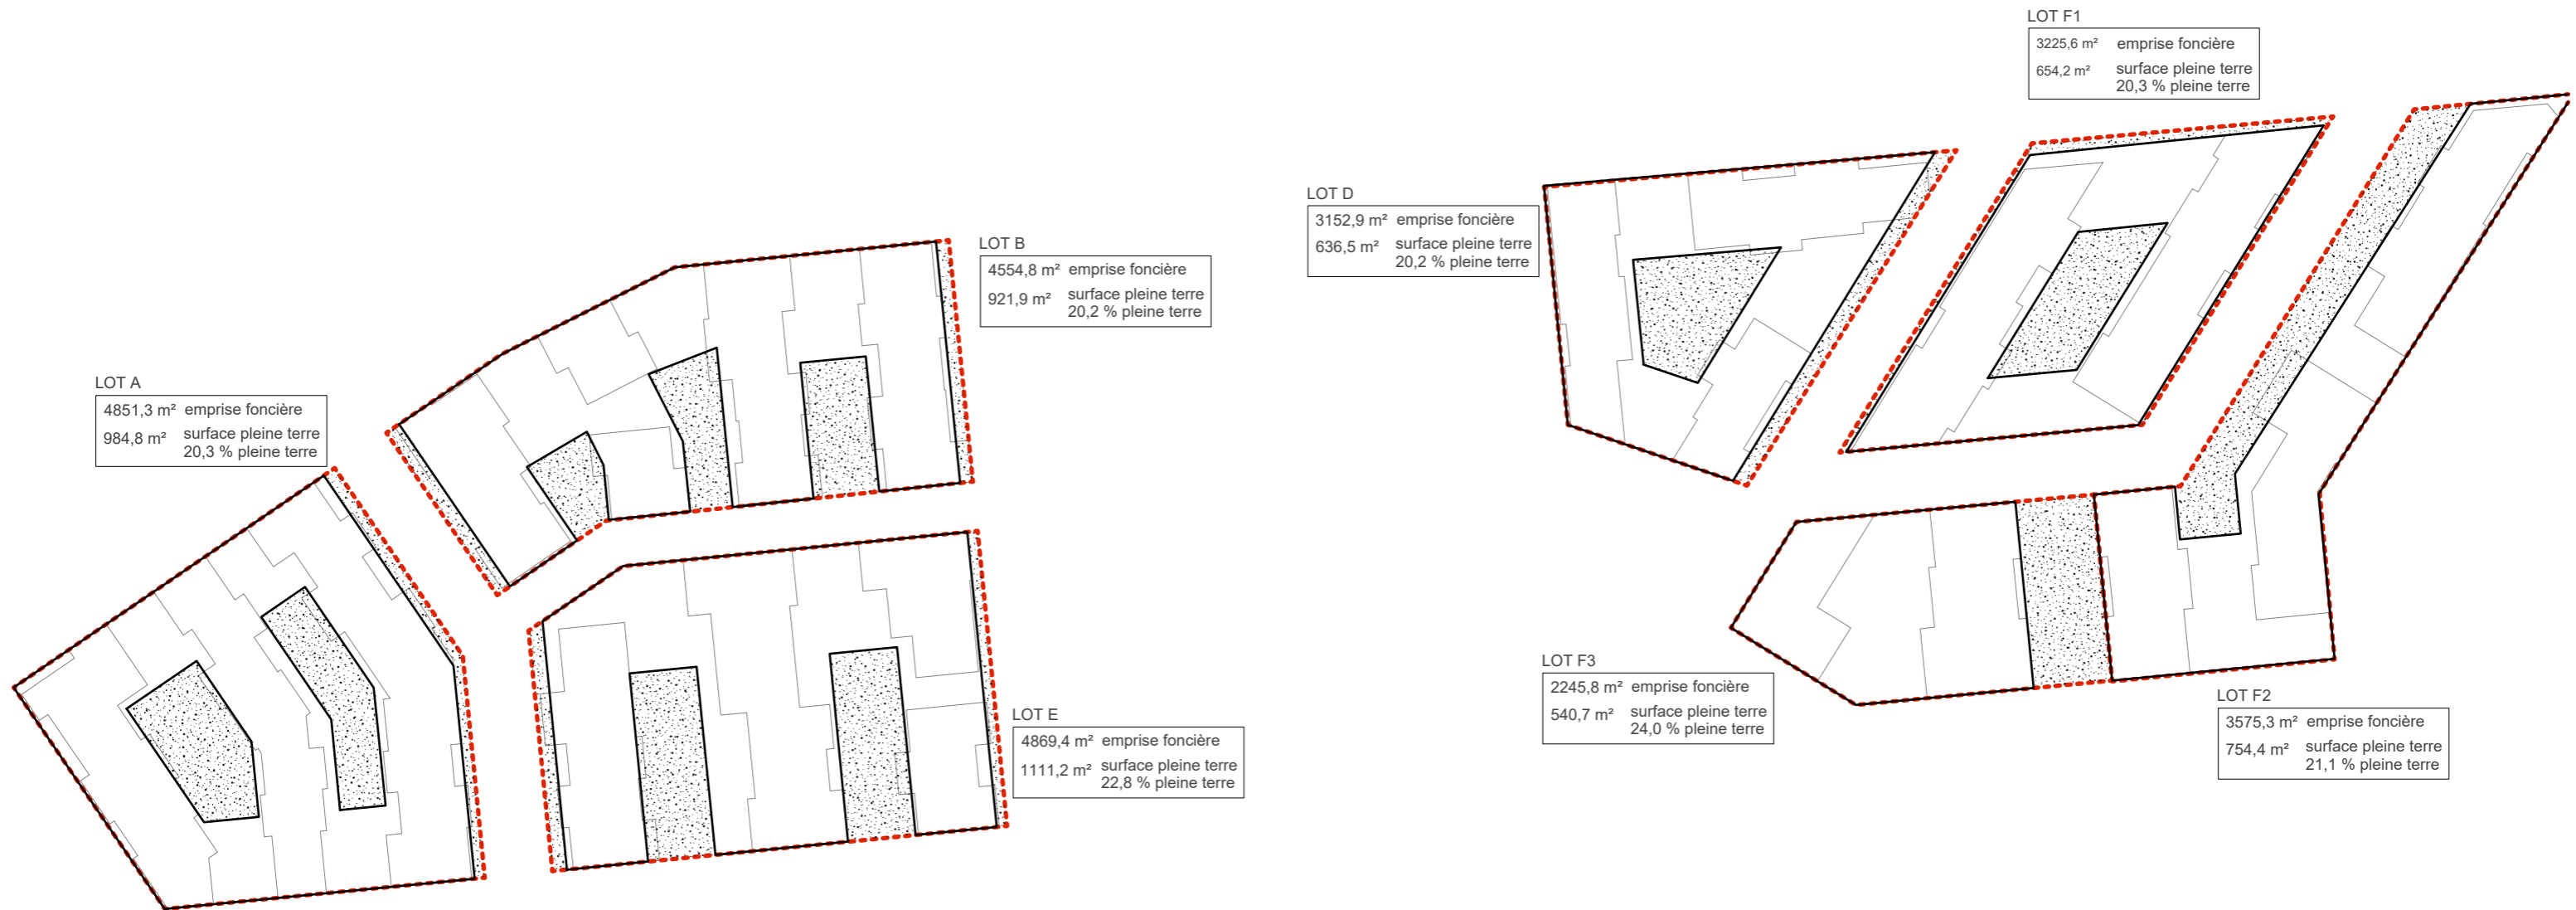 LOT F1
3225,6 m² emprise foncière
654,2 m² surface pleine terre
20,3 % pleine terre
LOT D
3152,9 m² emprise foncière
636,5 m² surface pleine terre
20,2 % pleine terre
LOT B
4554,8 m² emprise foncière
921,9 m² surface pleine terre
20,2 % pleine terre
LOT A
4851,3 m² emprise foncière
984,8 m² surface pleine terre
20,3 % pleine terre
LOT F3
2245,8 m² emprise foncière
540,7 m² surface pleine terre
24,0 % pleine terre
LOT F2
3575,3 m² emprise foncière
754,4 m² surface pleine terre
21,1 % pleine terre
LOT E
4869,4 m² emprise foncière
1111,2 m² surface pleine terre
22,8 % pleine terre